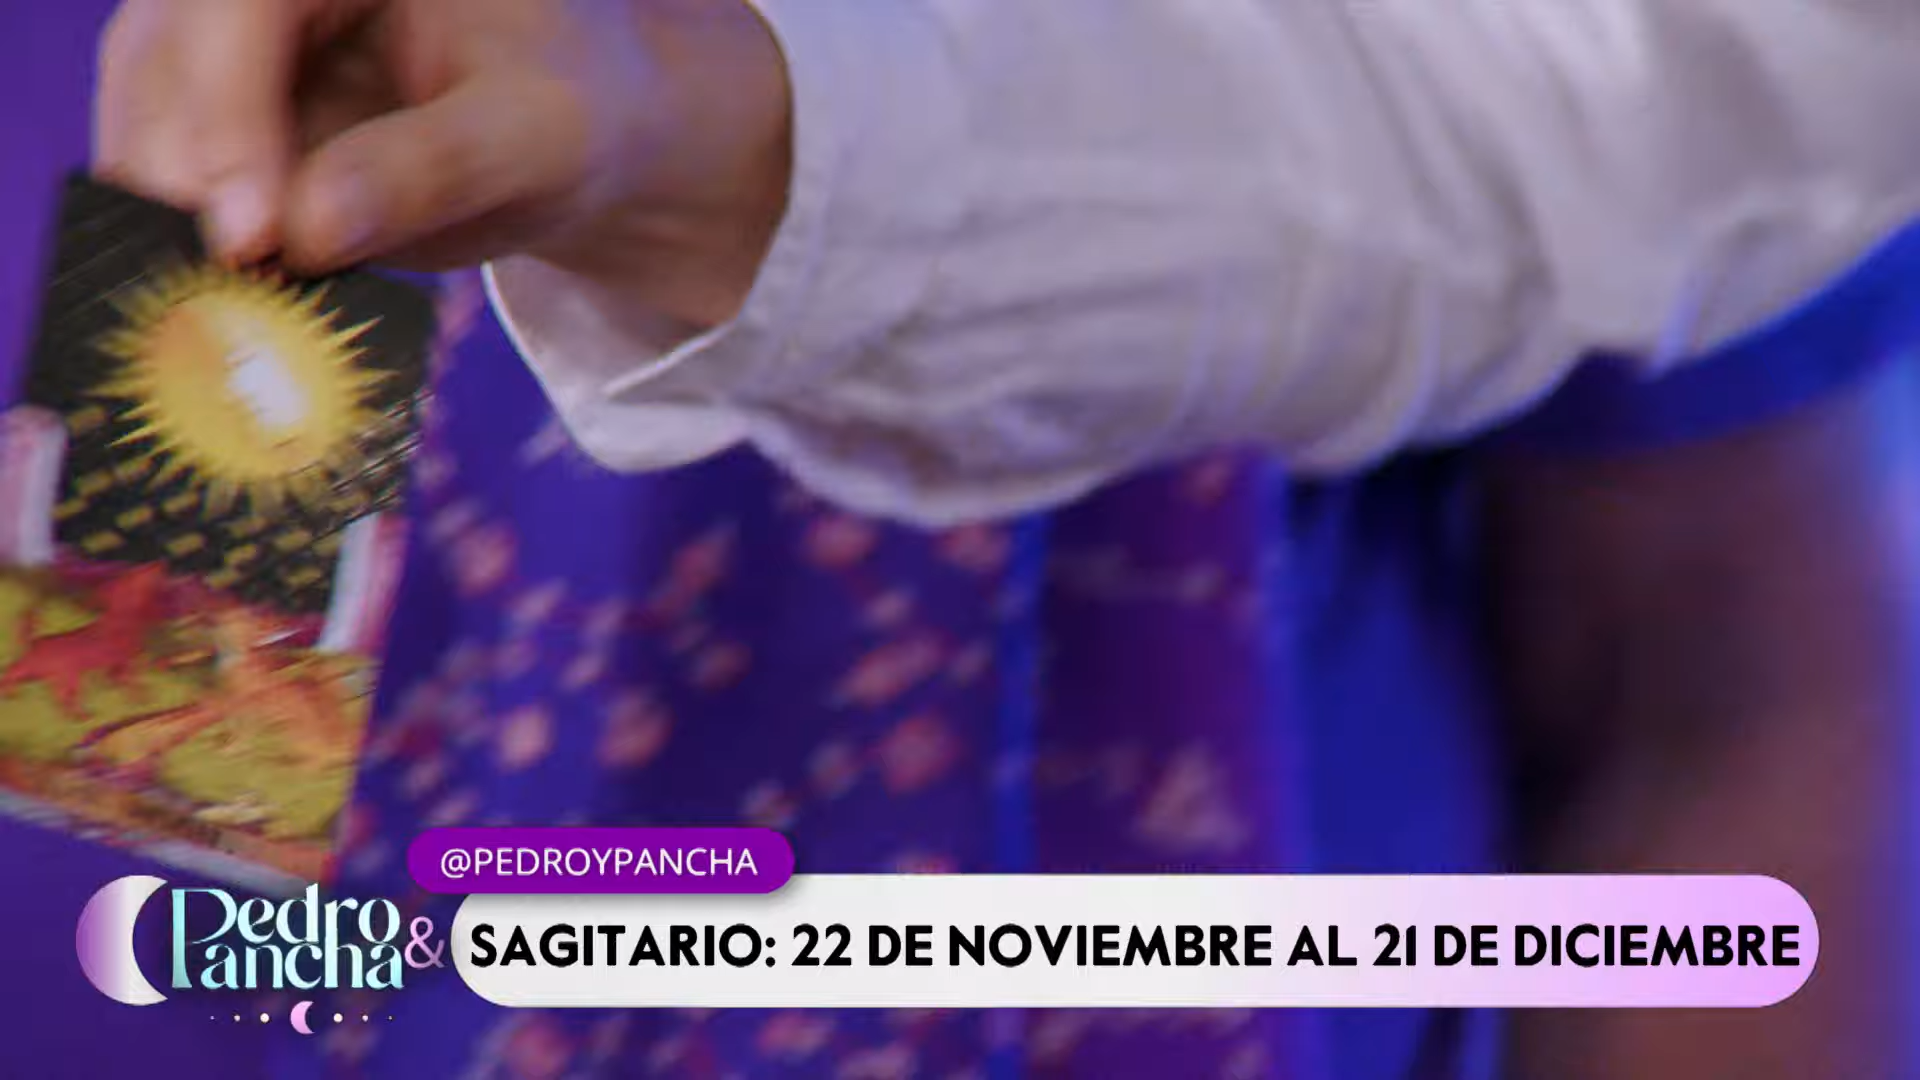 @PEDROYPANCHA
Pedro
&
Pancha
SAGITARIO: 22 DE NOVIEMBRE AL 21 DE DICIEMBRE